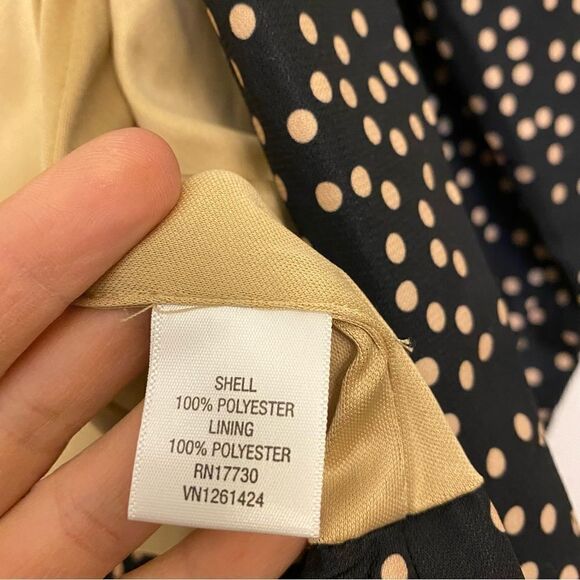 SHELL
100% POLYESTER
LINING
100% POLYESTER
RN17730
VN1261424